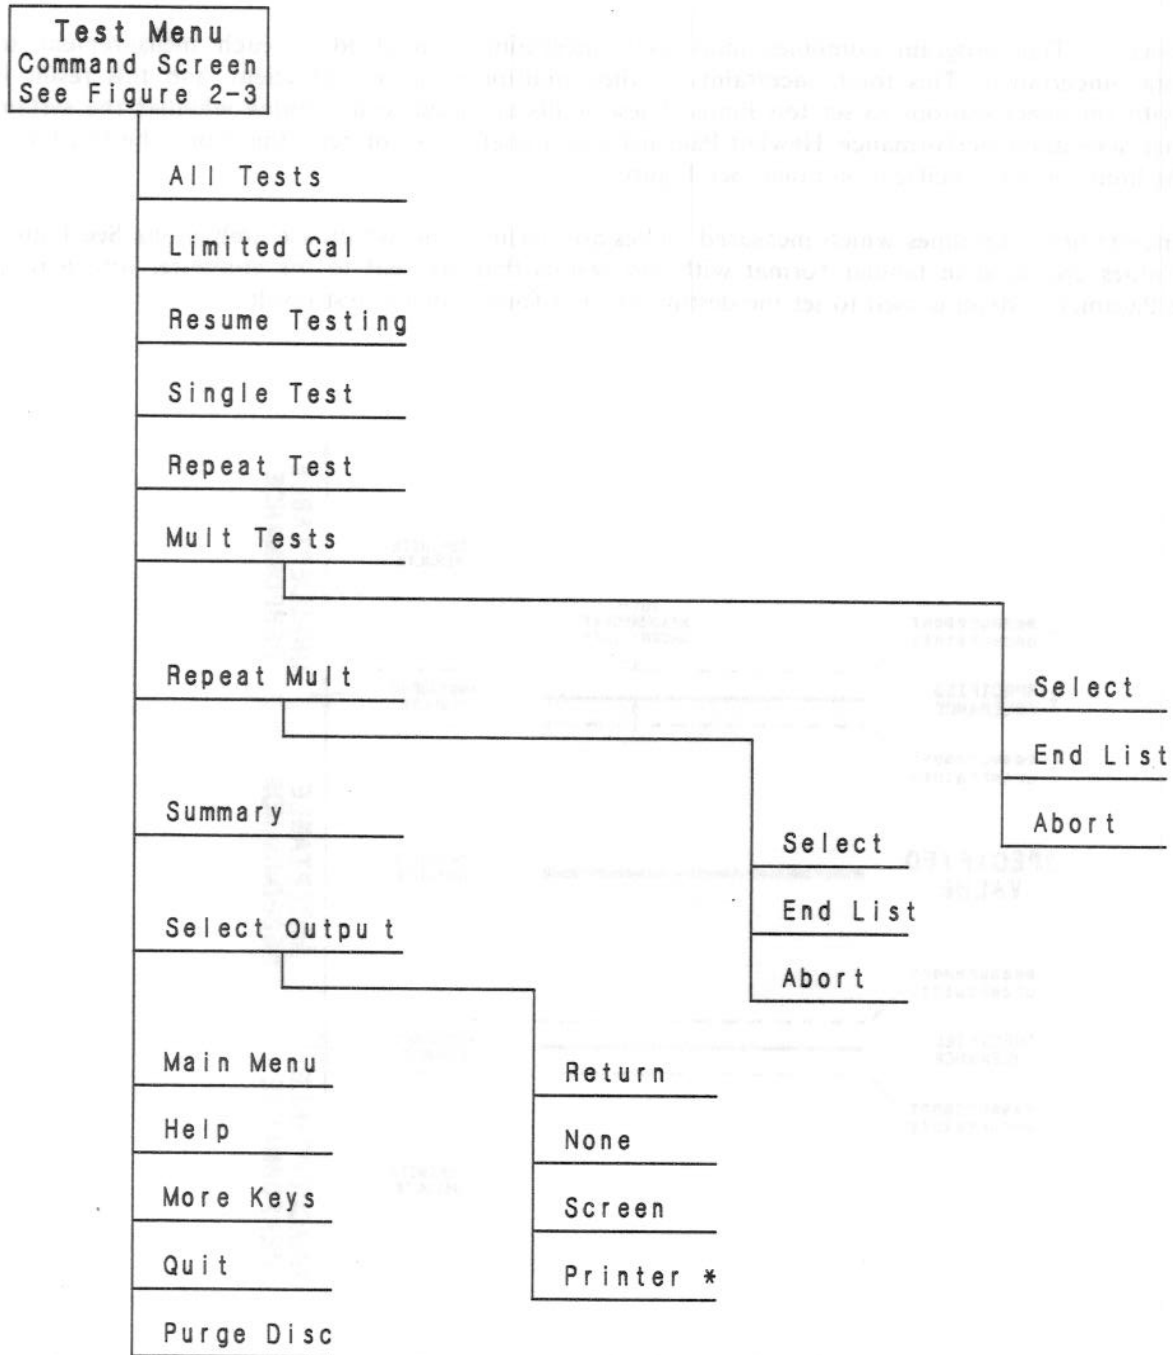 Test Menu
Command Screen
See Figure 2-3
All Tests
Limited Cal
Resume Testing
Single Test
Repeat Test
Mult Tests
Select
End List
Abort
Repeat Mult
Select
End List
Abort
Summary
Select Output
Return
None
Screen
Printer *
Main Menu
Help
More Keys
Quit
Purge Disc